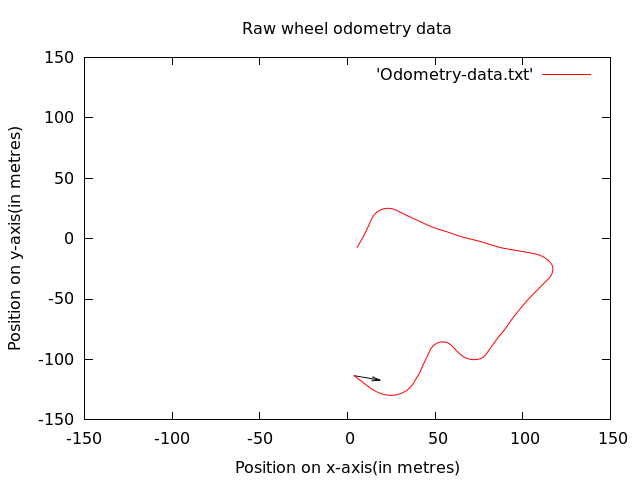 Raw wheel odometry data
'Odometry-data.txt'
150
100
50
0
-50
-100
-150
Position on y-axis(in metres)
-150 -100 -50 0 50 100 150
Position on x-axis(in metres)